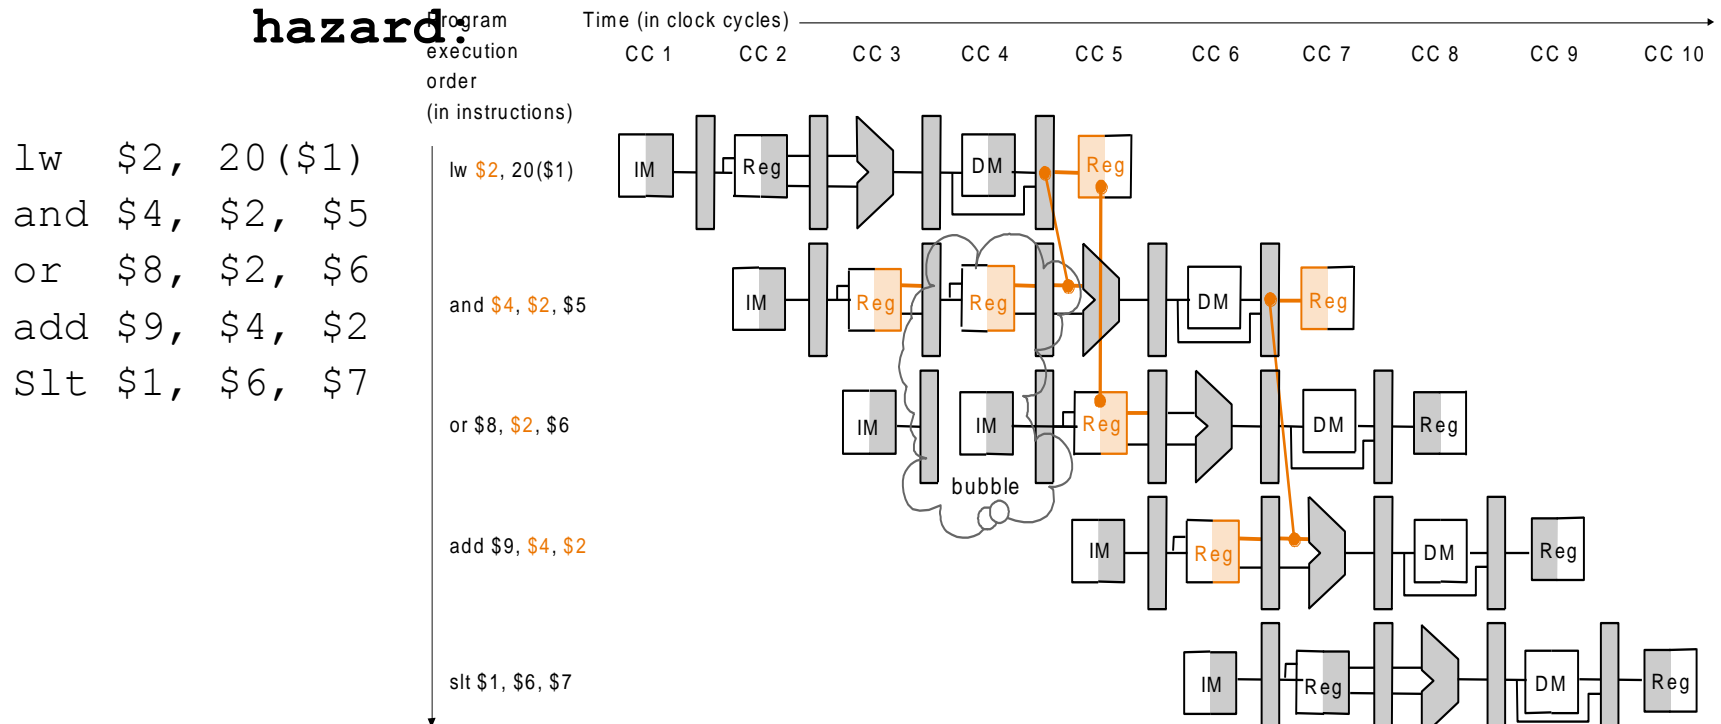 hazard:
Program
execution
order
(in instructions)
Time (in clock cycles)
CC 1 CC 2 CC 3 CC 4 CC 5 CC 6 CC 7 CC 8 CC 9 CC 10
lw $2, 20($1)
and $4, $2, $5
or $8, $2, $6
add $9, $4, $2
Slt $1, $6, $7
lw $2, 20($1) IM Reg DM Reg
and $4, $2, $5 IM Reg Reg DM Reg
or $8, $2, $6 IM IM Reg DM Reg
bubble
add $9, $4, $2 IM Reg DM Reg
slt $1, $6, $7 IM Reg DM Reg